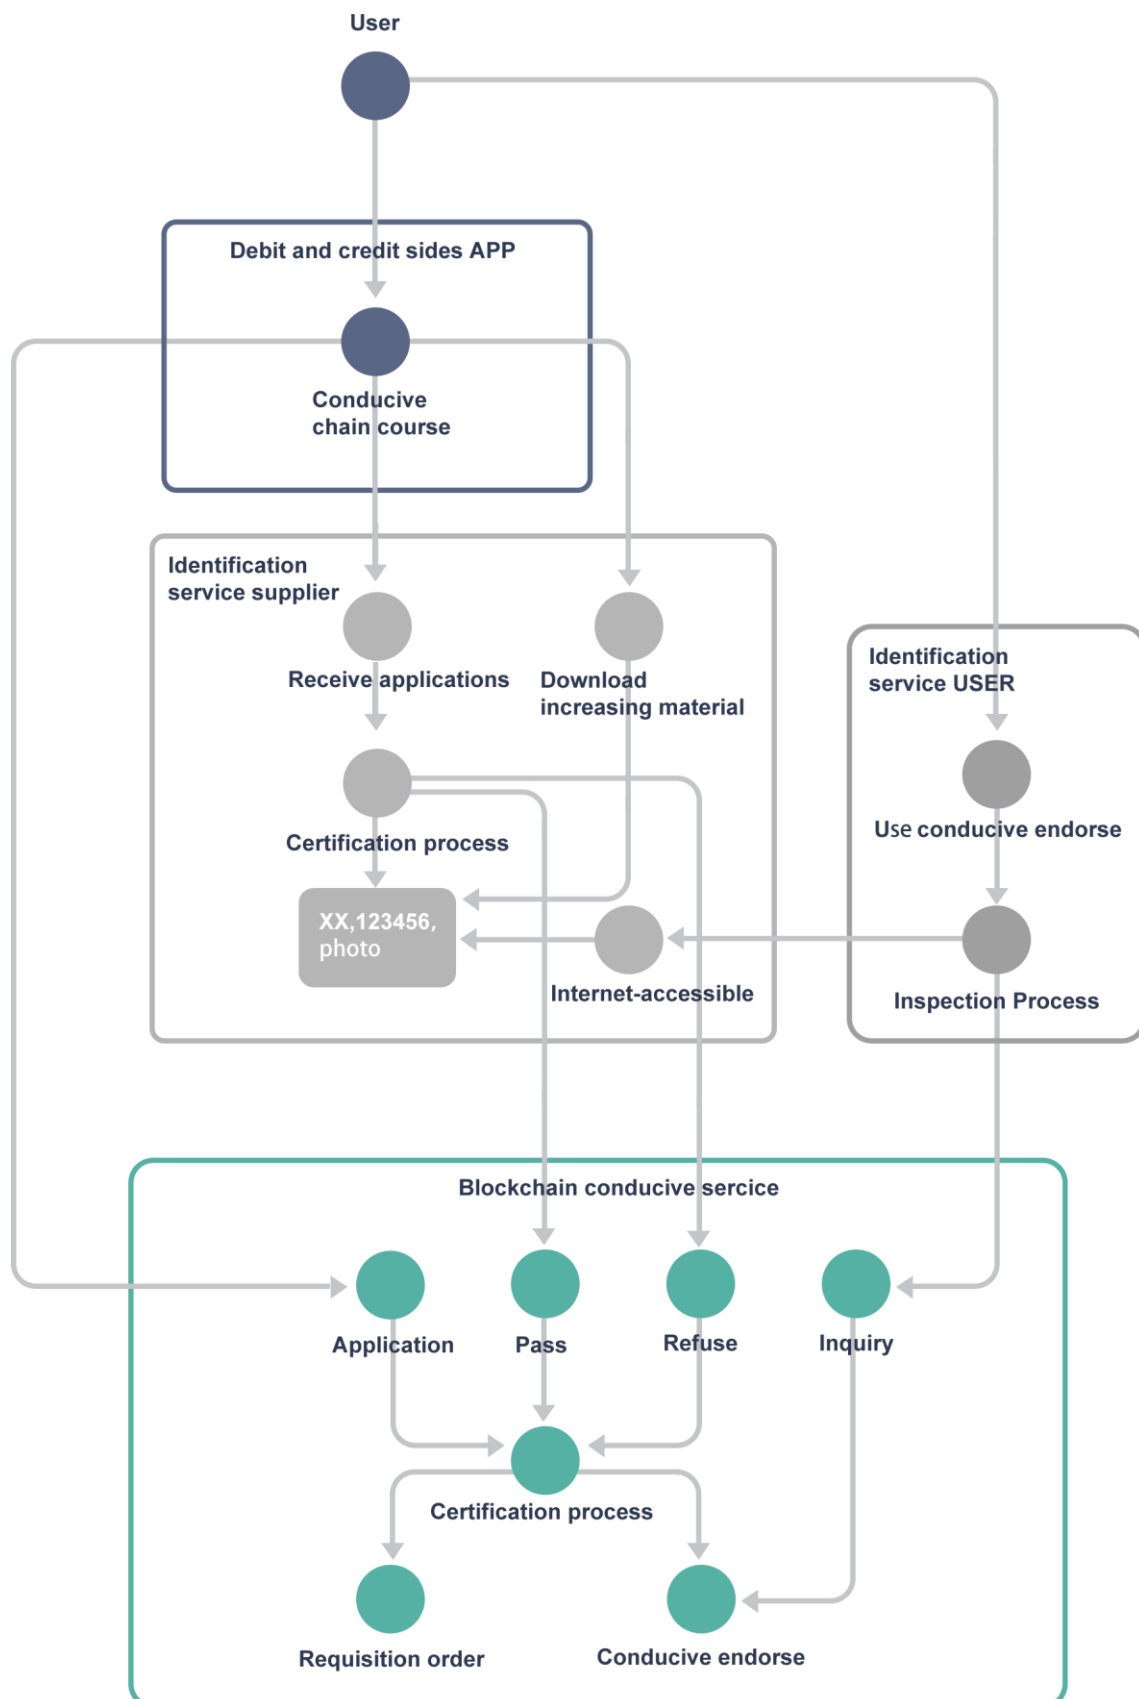 User
Debit and credit sides APP
Conducive
chain course
Identification
service supplier
Receive applications
Download
increasing material
Identification
service USER
Certification process
Use conducive endorse
XX,123456,
photo
Internet-accessible
Inspection Process
Blockchain conducive sercice
Application
Pass
Refuse
Inquiry
Certification process
Requisition order
Conducive endorse